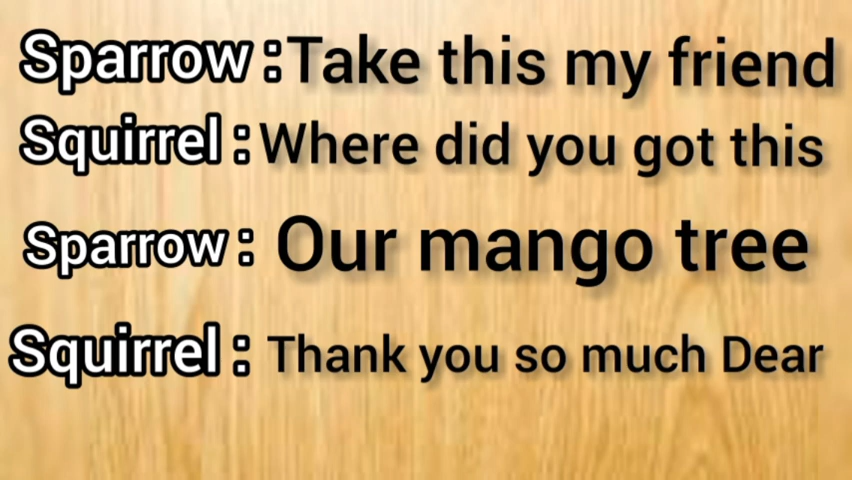 Sparrow :Take this my friend
Squirrel : Where did you got this
Sparrow : Our mango tree
Squirrel : Thank you so much Dear